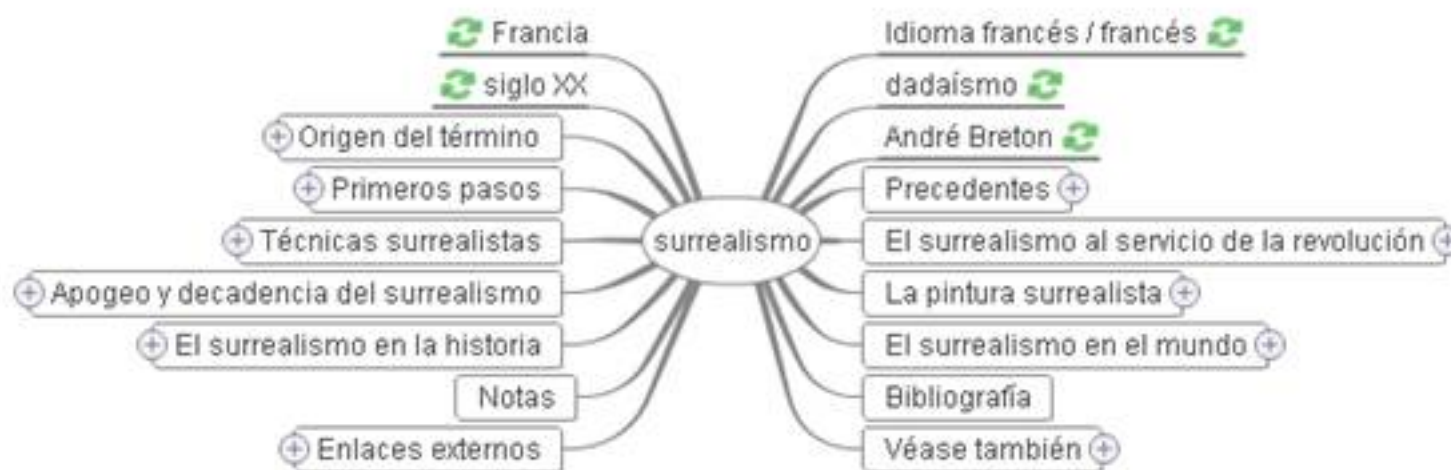 Francia
siglo XX
Origen del término
Primeros pasos
Técnicas surrealistas
Apogeo y decadencia del surrealismo
El surrealismo en la historia
Notas
Enlaces externos
surrealismo
Idioma francés / francés
dadaísmo
André Breton
Precedentes
El surrealismo al servicio de la revolución
La pintura surrealista
El surrealismo en el mundo
Bibliografía
Véase también